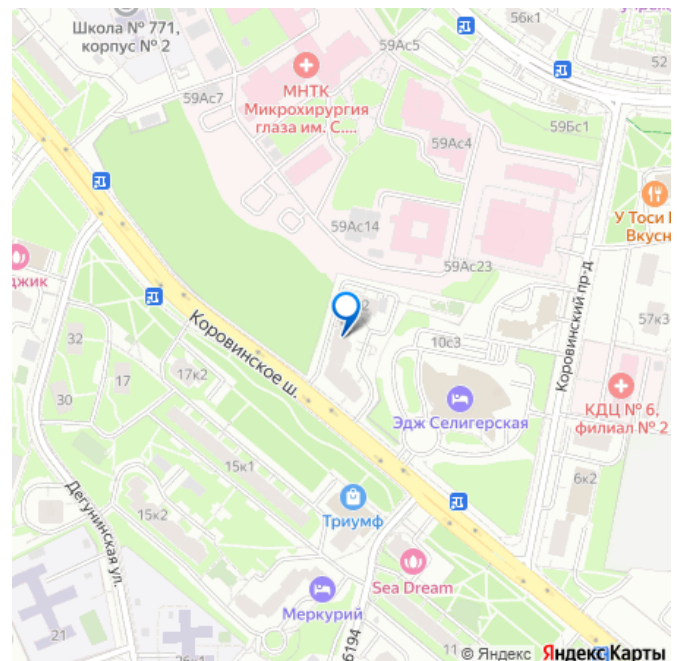 56к1
Школа № 771,
корпус № 2
52
59Ас7
МНТК
Микрохирургия
глаза им. С....
59Ас5
59Бс1
59Ас4
У Тоси
Вкусн
59Ас14
59Ас23
джик
Коровинский пр-д
57к3
Коровинское ш.
10с3
32
17
17к2
30
КДЦ № 6,
филиал № 2
Эдж Селигерская
15к1
6к2
15к2
Триумф
Дегунинская ул.
Sea Dream
Меркурий
6194
21
11
26к1
© Яндекс Яндекс Карты